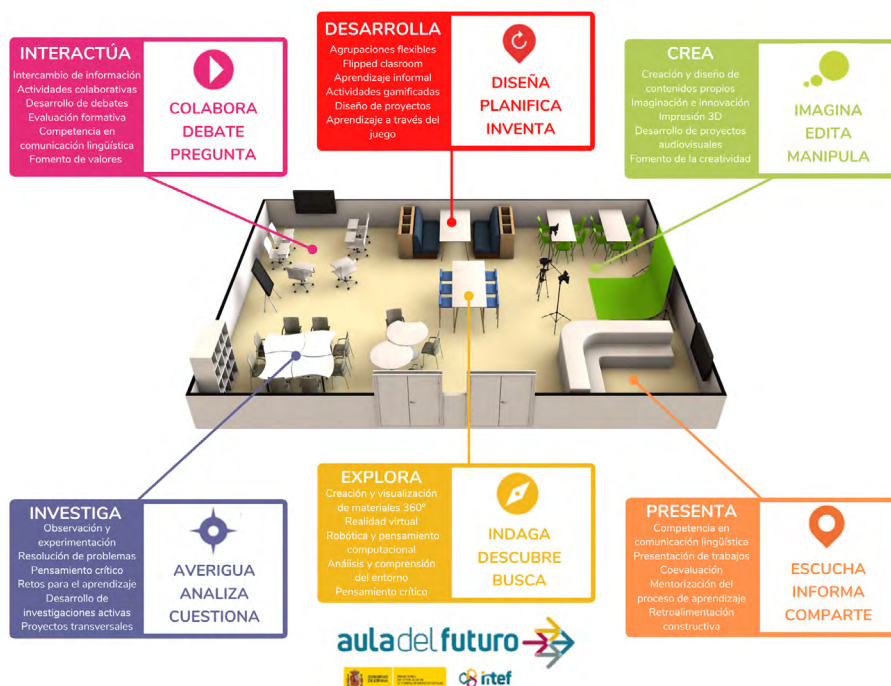 INTERACTÚA
Intercambio de información
Actividades colaborativas
Desarrollo de debates
Evaluación formativa
Competencia en
comunicación lingüística
Fomento de valores
COLABORA
DEBATE
PREGUNTA
DESARROLLA
Agrupaciones flexibles
Flipped clasroom
Aprendizaje informal
Actividades gamificadas
Diseño de proyectos
Aprendizaje a través del
juego
DISEÑA
PLANIFICA
INVENTA
CREA
Creación y diseño de
contenidos propios
Imaginación e innovación
Impresión 3D
Desarrollo de proyectos
audiovisuales
Fomento de la creatividad
IMAGINA
EDITA
MANIPULA
INVESTIGA
Observación y
experimentación
Resolución de problemas
Pensamiento crítico
Retos para el aprendizaje
Desarrollo de
investigaciones activas
Proyectos transversales
AVERIGUA
ANALIZA
CUESTIONA
EXPLORA
Creación y visualización
de materiales 360º
Realidad virtual
Robótica y pensamiento
computacional
Análisis y comprensión
del entorno
Pensamiento crítico
INDAGA
DESCUBRE
BUSCA
PRESENTA
Competencia en
comunicación lingüística
Presentación de trabajos
Coevaluación
Mentorización del
proceso de aprendizaje
Retroalimentación
constructiva
ESCUCHA
INFORMA
COMPARTE
aula del futuro
GOBIERNO
DE ESPAÑA
intef